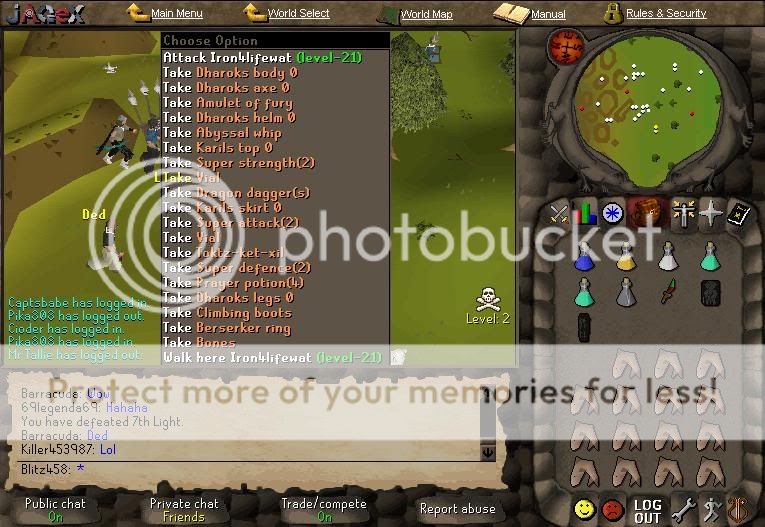 JAGEX
Main Menu
World Select
World Map
Manual
Rules & Security
Choose Option
Attack Iron4lifewat (level-21)
Take Dharoks body 0
Take Dharoks axe 0
Take Amulet of fury
Take Dharoks helm 0
Take Abyssal whip
Take Karils top 0
Take Super strength(2)
Take Vial
Take Dragon dagger(s)
Take Karils skirt 0
Take Super attack(2)
Take Vial
Take Toktz-ket-xil
Take Super defence(2)
Take Prayer potion(4)
Take Dharoks legs 0
Take Climbing boots
Take Berserker ring
Take Bones
Walk here Iron4lifewat (level-21)
Ded
Level: 2
Captsbabe has logged in.
Pika808 has logged out.
Cioder has logged in.
Pika808 has logged in.
Mr Tallie has logged out.
photobucket
Protect more of your memories for less!
Barracuda: Wow
69legenda69: Hahaha
You have defeated 7th Light.
Barracuda: Ded
Killer453987: Lol
Blitz458: *
Public chat
On
Private chat
Friends
Trade/compete
On
Report abuse
LOG
OUT